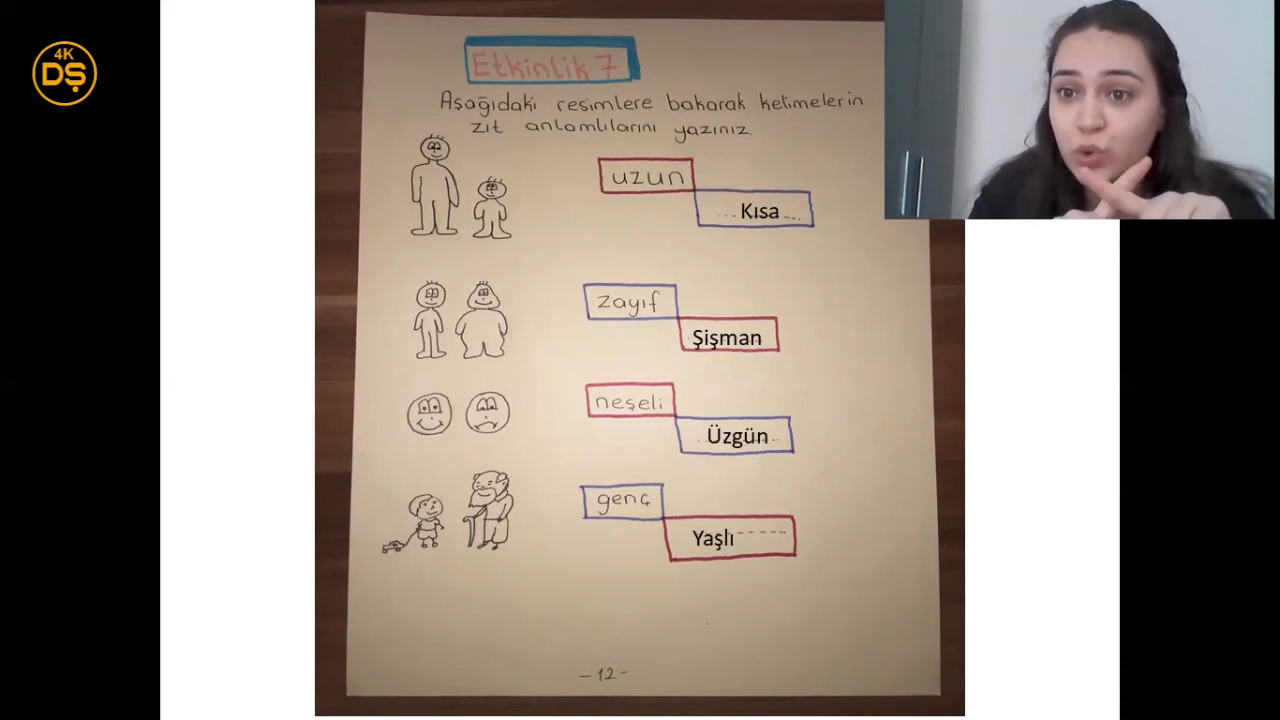 4K
DŞ
Etkinlik 7
Aşağıdaki resimlere bakarak kelimelerin
zıt anlamlılarını yazınız.
uzun
Kısa
zayıf
Şişman
neşeli
Üzgün
genç
Yaşlı
-12-